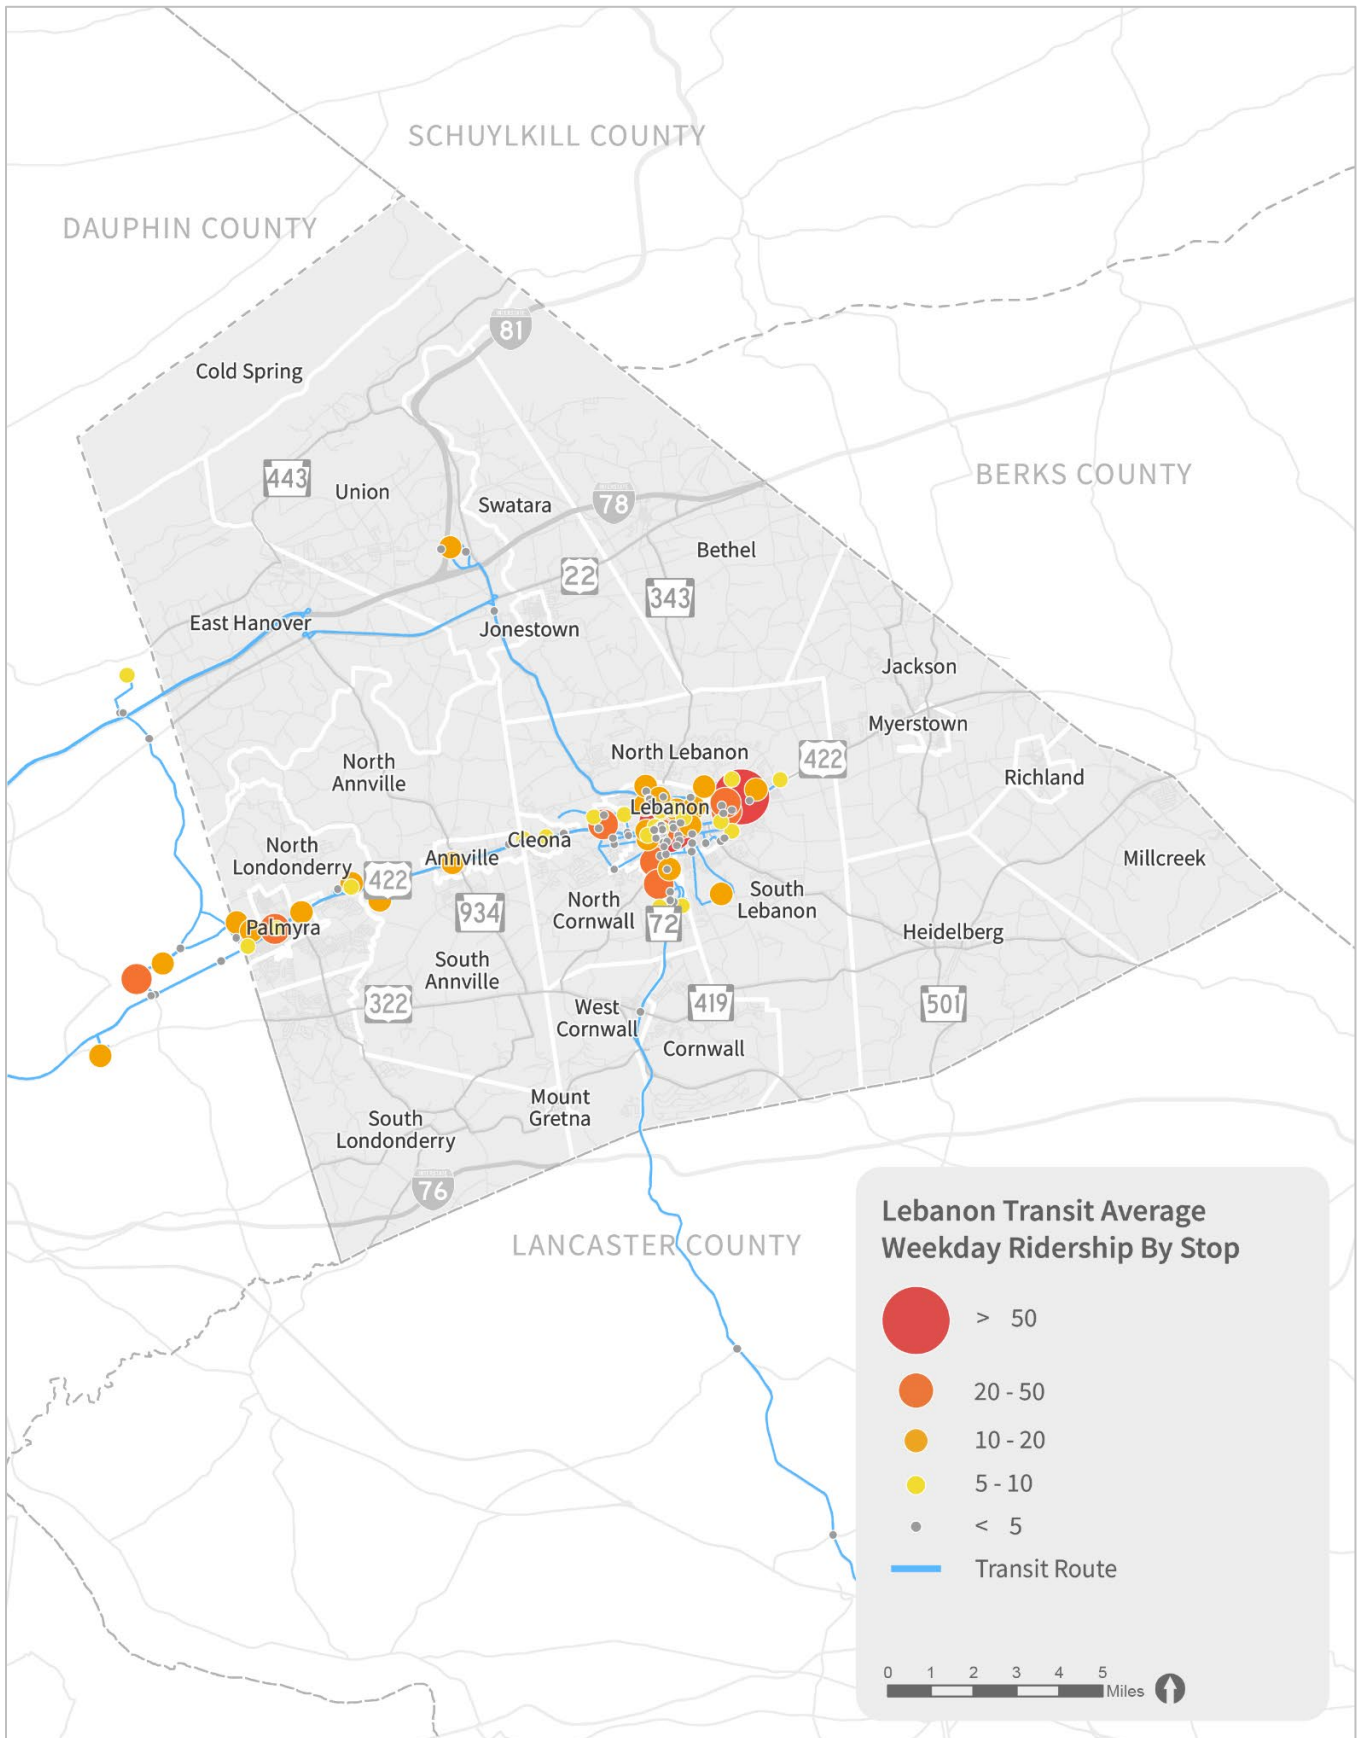 SCHUYLKILL COUNTY
DAUPHIN COUNTY
81
Cold Spring
BERKS COUNTY
443
Union
Swatara
78
Bethel
22
343
East Hanover
Jonestown
Jackson
Myerstown
North Lebanon
422
North
Annville
Richland
Lebanon
Cleona
North
Londonderry
Annville
422
Millcreek
934
North
Cornwall
South
Lebanon
72
Palmyra
Heidelberg
South
Annville
322
West
Cornwall
419
501
Cornwall
Mount
Gretna
South
Londonderry
76
LANCASTER COUNTY
Lebanon Transit Average
Weekday Ridership By Stop
> 50
20 - 50
10 - 20
5 - 10
< 5
Transit Route
0 1 2 3 4 5
Miles